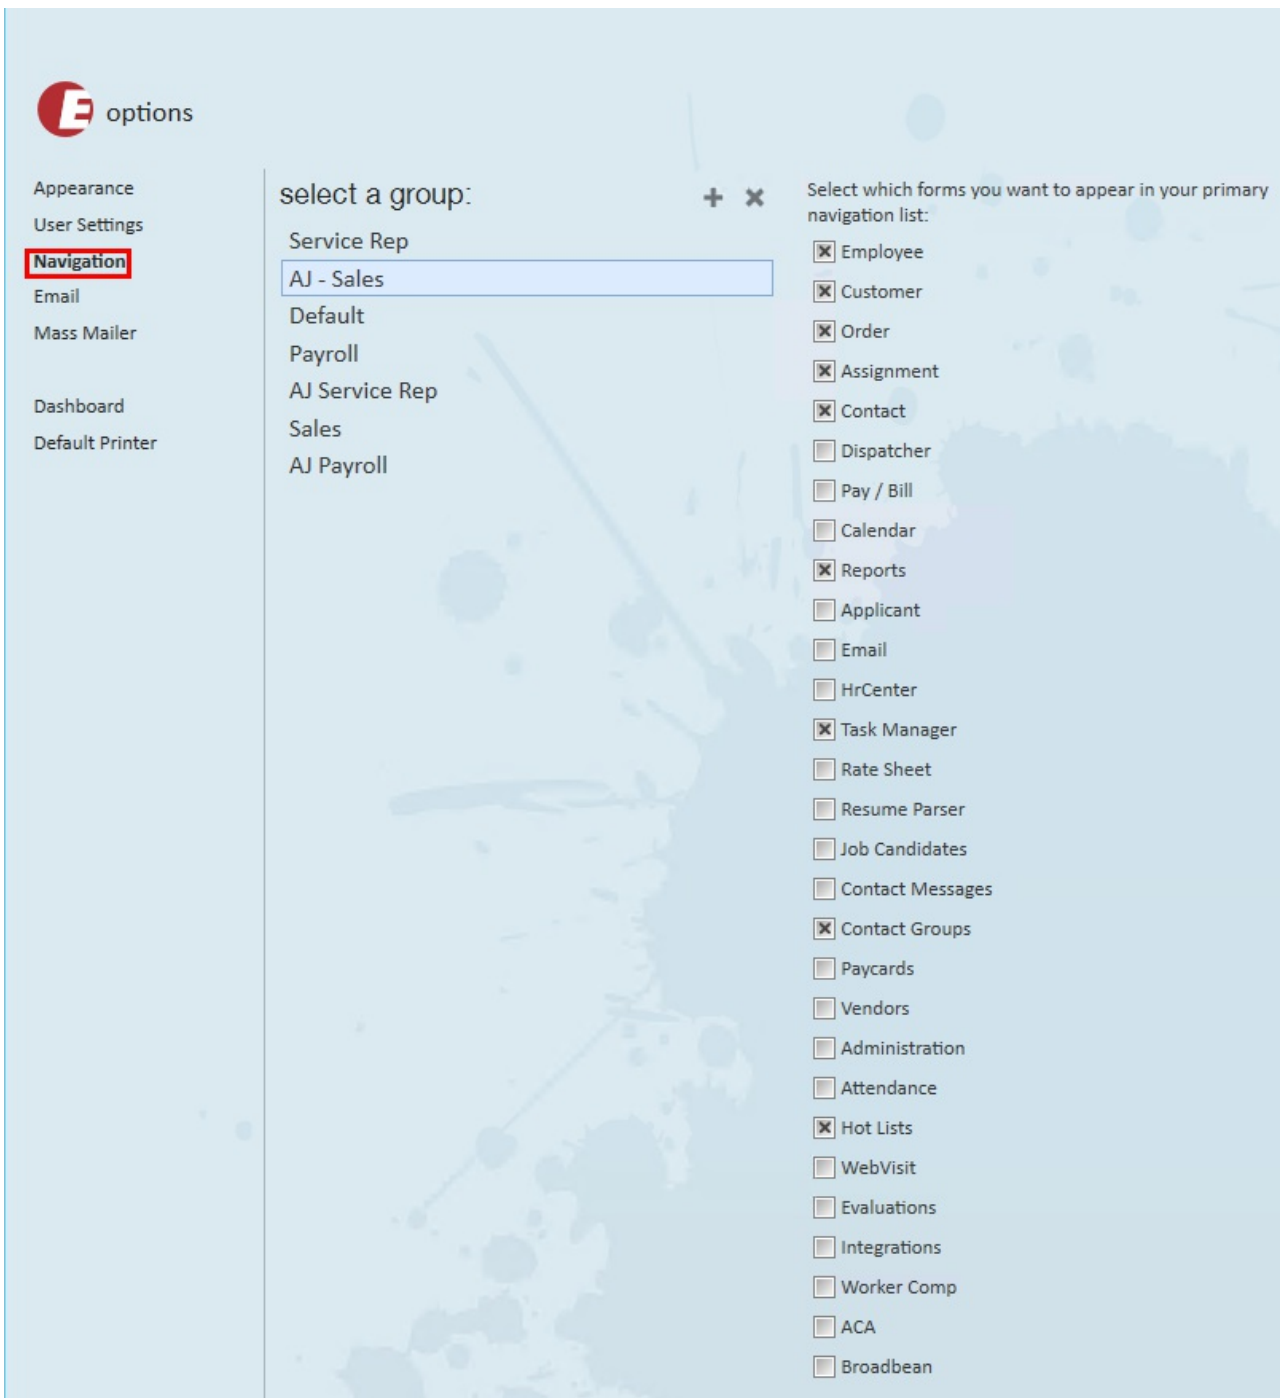 E options
Appearance
User Settings
Navigation
Email
Mass Mailer
Dashboard
Default Printer
select a group:
Service Rep
AJ - Sales
Default
Payroll
AJ Service Rep
Sales
AJ Payroll
Select which forms you want to appear in your primary
navigation list:
Employee
Customer
Order
Assignment
Contact
Dispatcher
Pay / Bill
Calendar
Reports
Applicant
Email
HrCenter
Task Manager
Rate Sheet
Resume Parser
Job Candidates
Contact Messages
Contact Groups
Paycards
Vendors
Administration
Attendance
Hot Lists
WebVisit
Evaluations
Integrations
Worker Comp
ACA
Broadbean